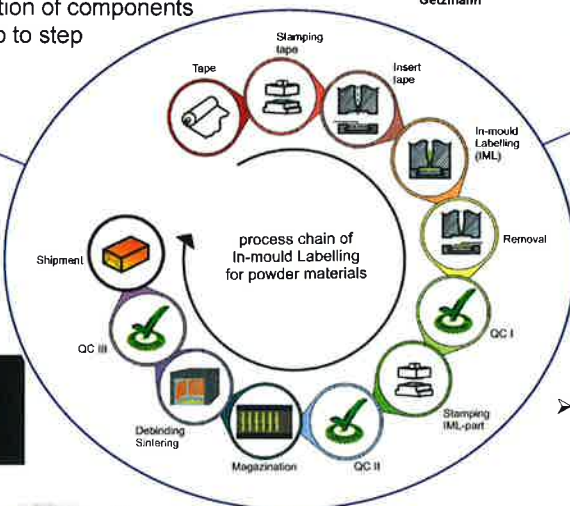 tion of components
to step
Getzmann
Stamping
tape
Tape
Insert
tape
In-mould
Labelling
(IML)
Removal
process chain of
In-mould Labelling
for powder materials
Shipment
QC I
QC III
Stamping
IML-part
Debinding
Sintering
Magazination
QC II